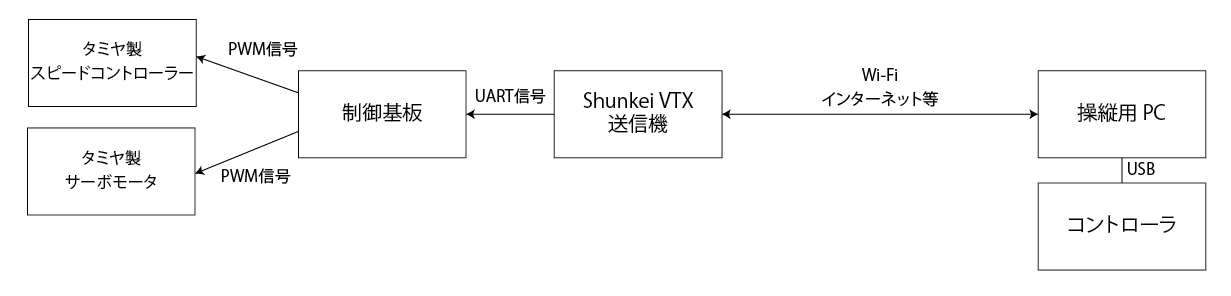 タミヤ製
スピードコントローラー
PWM信号
制御基板
UART信号
Shunkei VTX
送信機
Wi-Fi
インターネット等
操縦用 PC
タミヤ製
サーボモータ
PWM信号
USB
コントローラ